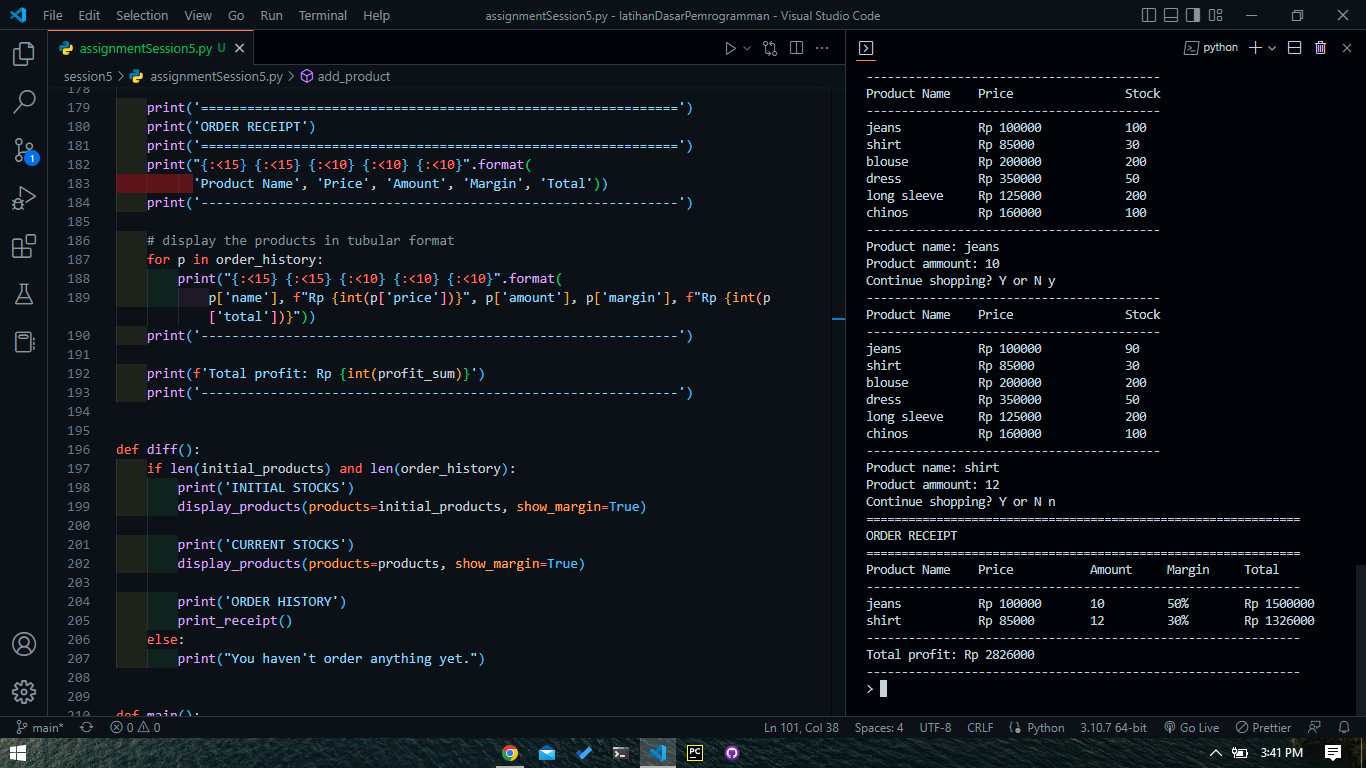 File Edit Selection View Go Run Terminal Help assignmentSession5.py - latihanDasarPemrogramman - Visual Studio Code
assignmentSession5.py U
session5 > assignmentSession5.py > add_product
178
179 print('==============================================================')
180 print('ORDER RECEIPT')
181 print('==============================================================')
182 print("{:<15} {:<15} {:<10} {:<10} {:<10}".format(
183 'Product Name', 'Price', 'Amount', 'Margin', 'Total'))
184 print('--------------------------------------------------------------')
185
186 # display the products in tubular format
187 for p in order_history:
188 print("{:<15} {:<15} {:<10} {:<10} {:<10}".format(
189 p['name'], f"Rp {int(p['price'])}", p['amount'], p['margin'], f"Rp {int(p
['total'])}"))
190 print('--------------------------------------------------------------')
191
192 print(f'Total profit: Rp {int(profit_sum)}')
193 print('--------------------------------------------------------------')
194
195
196 def diff():
197 if len(initial_products) and len(order_history):
198 print('INITIAL STOCKS')
199 display_products(products=initial_products, show_margin=True)
200
201 print('CURRENT STOCKS')
202 display_products(products=products, show_margin=True)
203
204 print('ORDER HISTORY')
205 print_receipt()
206 else:
207 print("You haven't order anything yet.")
208
209
210 def main():
python
------------------------------------------
Product Name Price Stock
------------------------------------------
jeans Rp 100000 100
shirt Rp 85000 30
blouse Rp 200000 200
dress Rp 350000 50
long sleeve Rp 125000 200
chinos Rp 160000 100
------------------------------------------
Product name: jeans
Product ammount: 10
Continue shopping? Y or N y
------------------------------------------
Product Name Price Stock
------------------------------------------
jeans Rp 100000 90
shirt Rp 85000 30
blouse Rp 200000 200
dress Rp 350000 50
long sleeve Rp 125000 200
chinos Rp 160000 100
------------------------------------------
Product name: shirt
Product ammount: 12
Continue shopping? Y or N n
==============================================================
ORDER RECEIPT
==============================================================
Product Name Price Amount Margin Total
--------------------------------------------------------------
jeans Rp 100000 10 50% Rp 1500000
shirt Rp 85000 12 30% Rp 1326000
--------------------------------------------------------------
Total profit: Rp 2826000
--------------------------------------------------------------
>
1
main* 0 0 Ln 101, Col 38 Spaces: 4 UTF-8 CRLF Python 3.10.7 64-bit Go Live Prettier
PC 3:41 PM